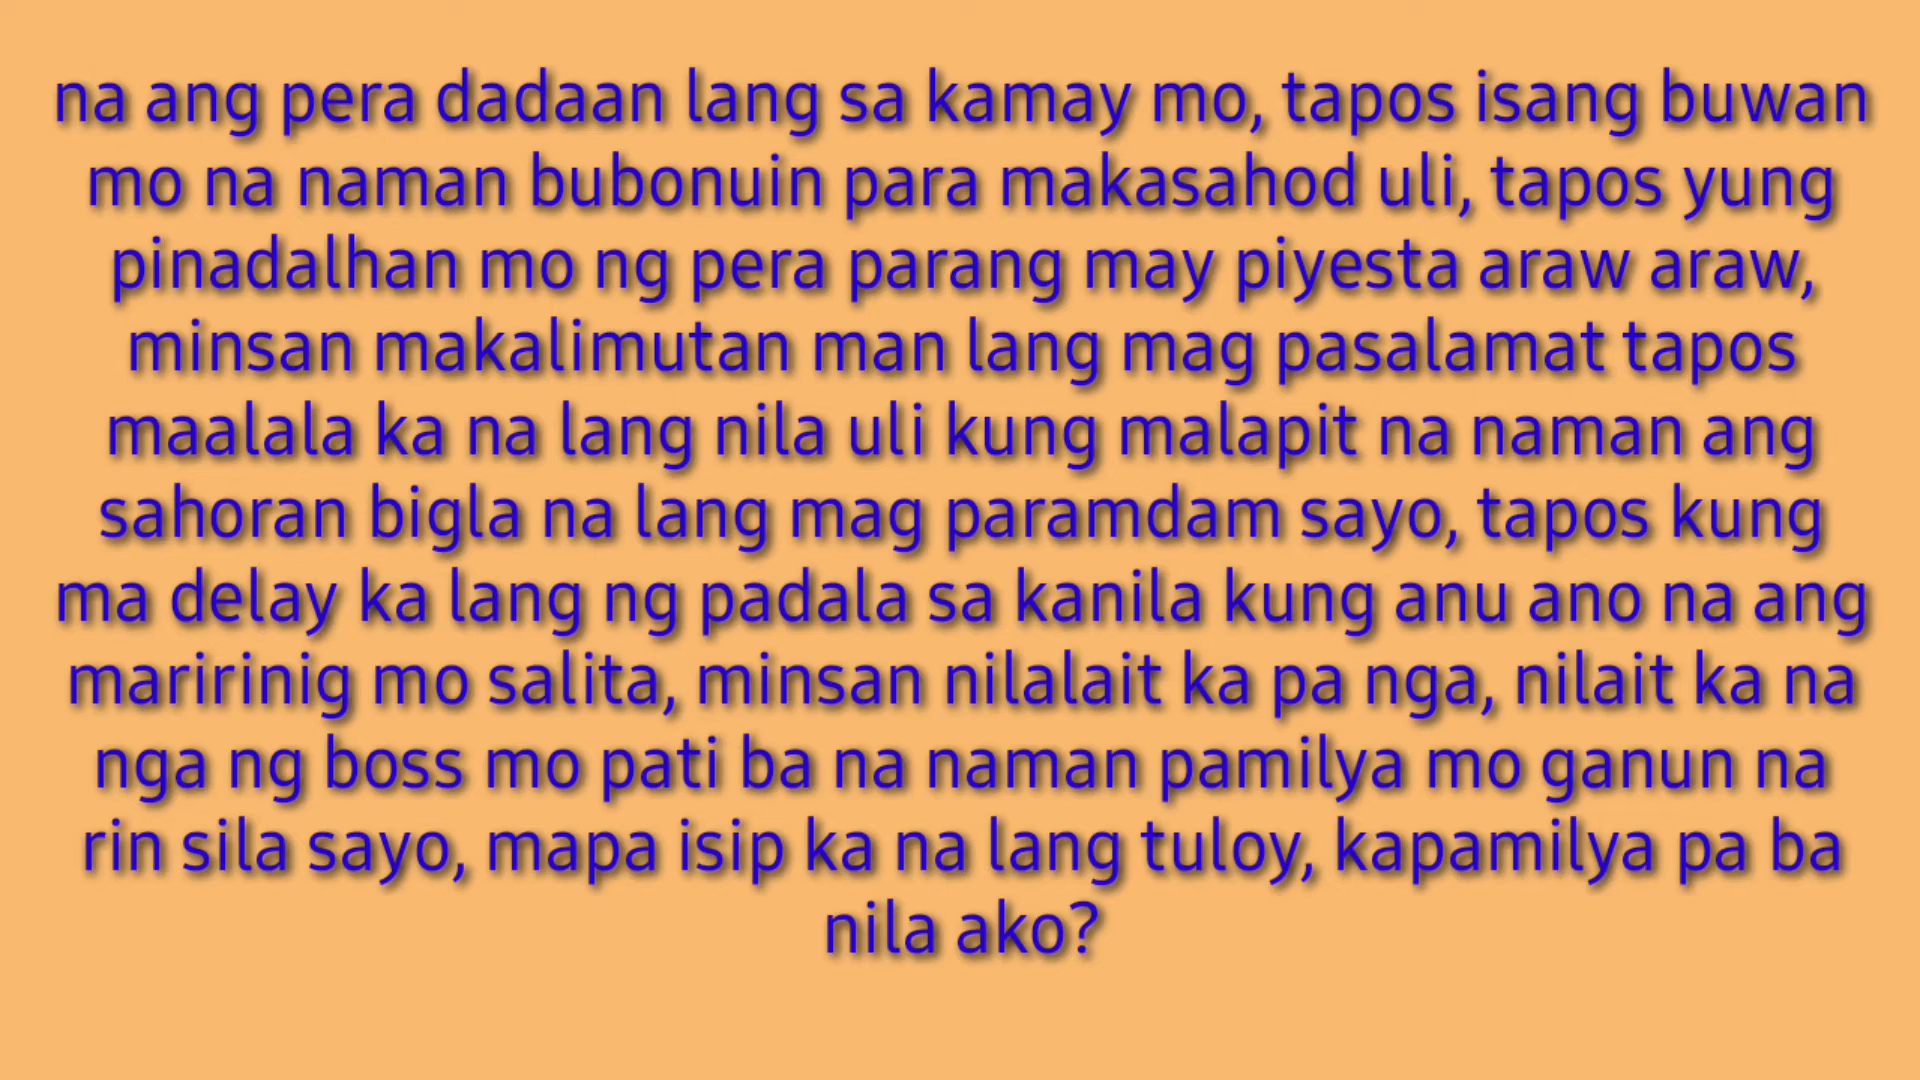 na ang pera dadaan lang sa kamay mo, tapos isang buwan
mo na naman bubonuin para makasahod uli, tapos yung
pinadalhan mo ng pera parang may piyesta araw araw,
minsan makalimutan man lang mag pasalamat tapos
maalala ka na lang nila uli kung malapit na naman ang
sahoran bigla na lang mag paramdam sayo, tapos kung
ma delay ka lang ng padala sa kanila kung anu ano na ang
maririnig mo salita, minsan nilalait ka pa nga, nilait ka na
nga ng boss mo pati ba na naman pamilya mo ganun na
rin sila sayo, mapa isip ka na lang tuloy, kapamilya pa ba
nila ako?